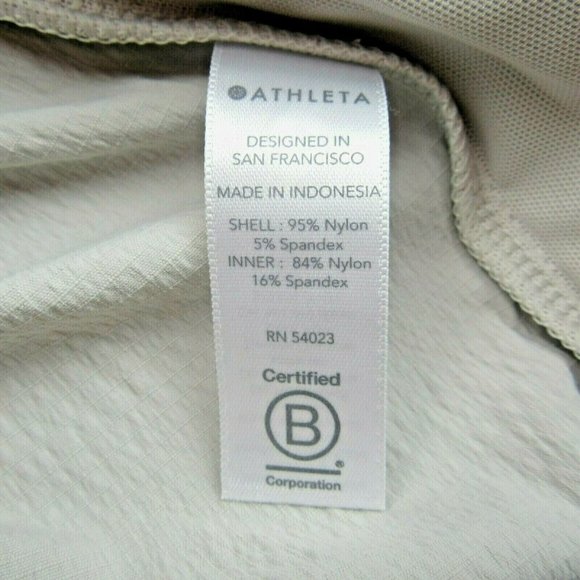 ATHLETA
DESIGNED IN
SAN FRANCISCO
MADE IN INDONESIA
SHELL : 95% Nylon
5% Spandex
INNER : 84% Nylon
16% Spandex
RN 54023
Certified
B
®
Corporation